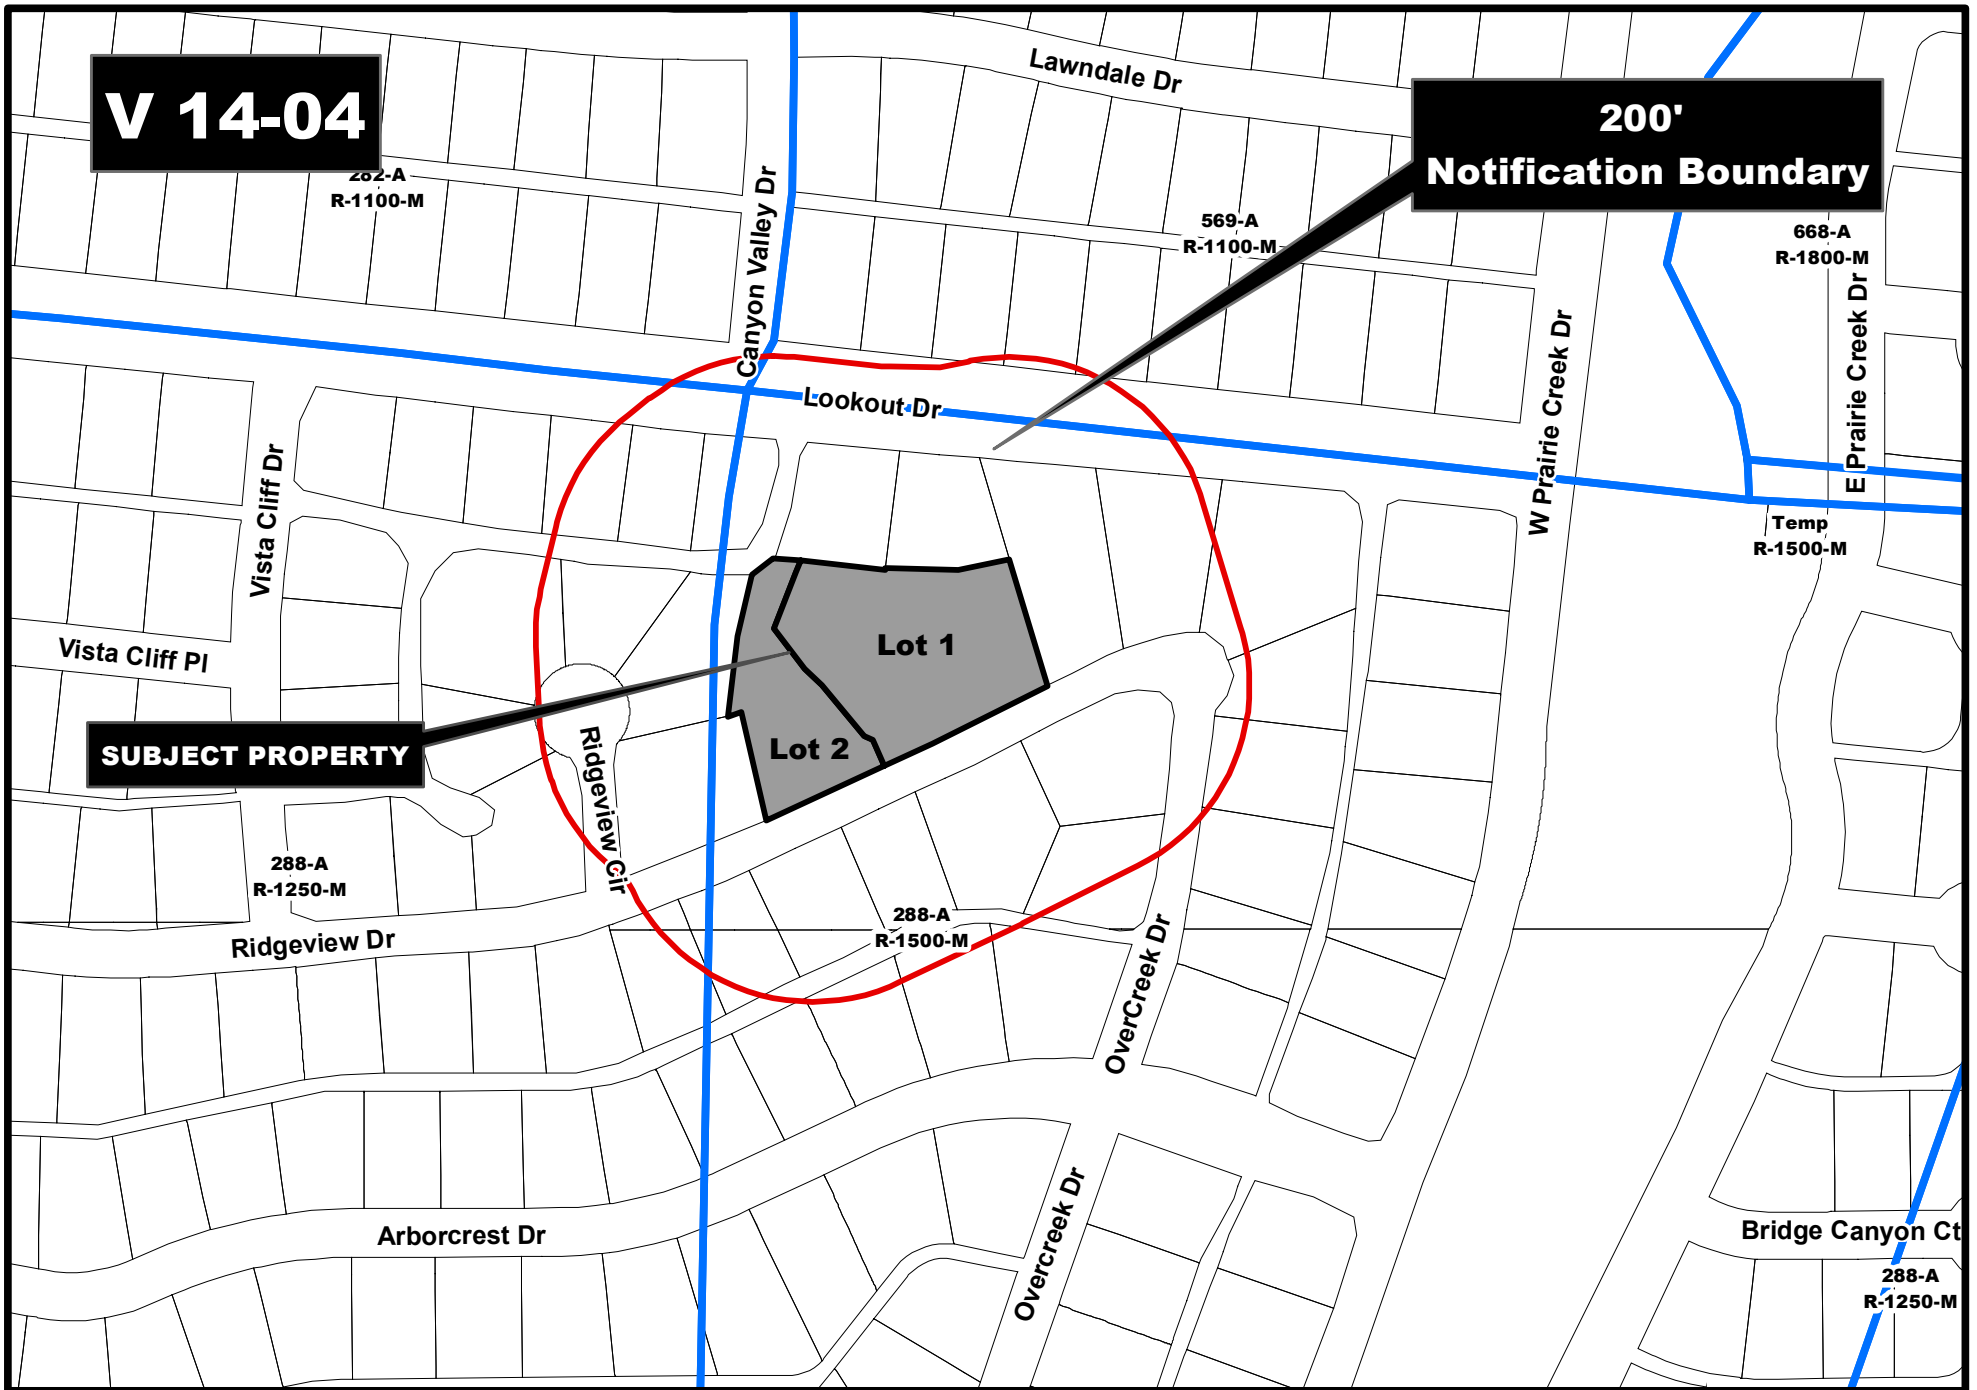 V 14-04
Lawndale Dr
200'
Notification Boundary
282-A
R-1100-M
Canyon Valley Dr
569-A
R-1100-M
668-A
R-1800-M
E Prairie Creek Dr
W Prairie Creek Dr
Lookout Dr
Vista Cliff Dr
Temp
R-1500-M
Vista Cliff Pl
Lot 1
SUBJECT PROPERTY
Lot 2
Ridgeview Cir
288-A
R-1250-M
288-A
R-1500-M
Ridgeview Dr
OverCreek Dr
Arborcrest Dr
Overcreek Dr
Bridge Canyon Ct
288-A
R-1250-M